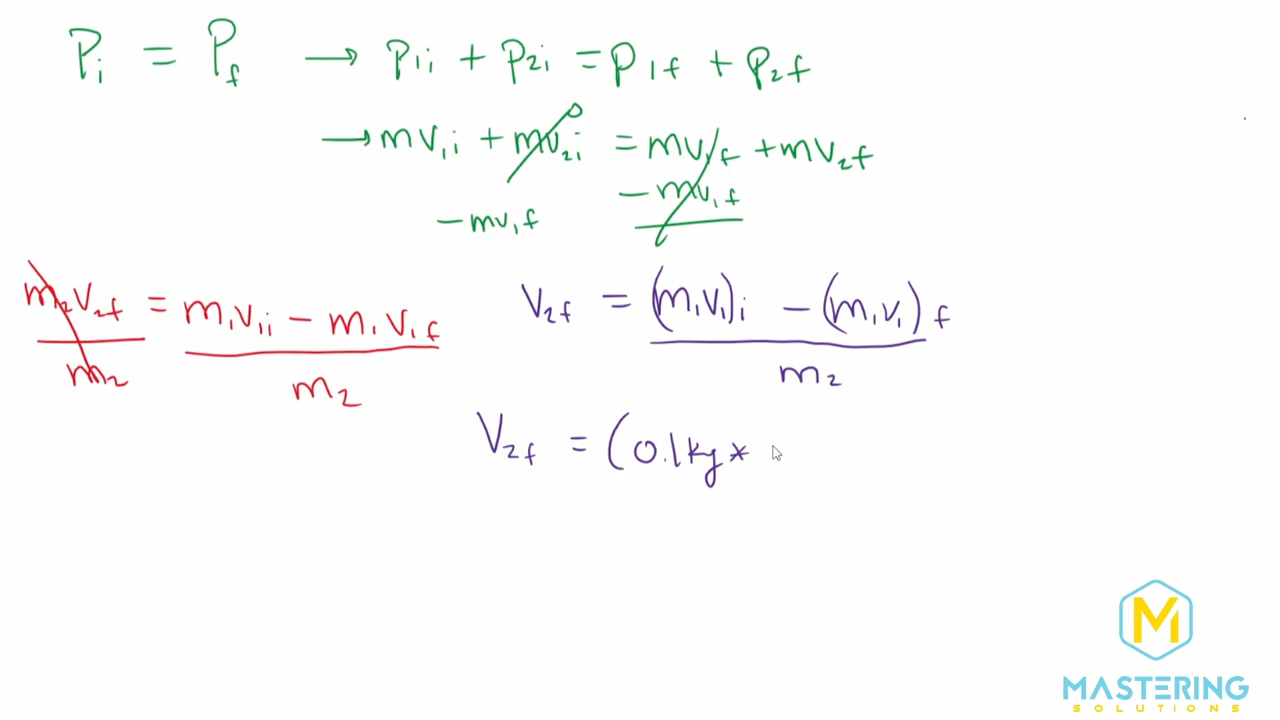 Pi = Pf → P1i + P2i = P1f + P2f
→ mv1i + mv2i 0 = mv1f + mv2f
- mv1f - mv1f
m2v2f = m1v1i - m1v1f
m2 m2
V2f = (m1v1)i - (m1v1)f
m2
V2f = (0.1kg*
M
MASTERING
SOLUTIONS